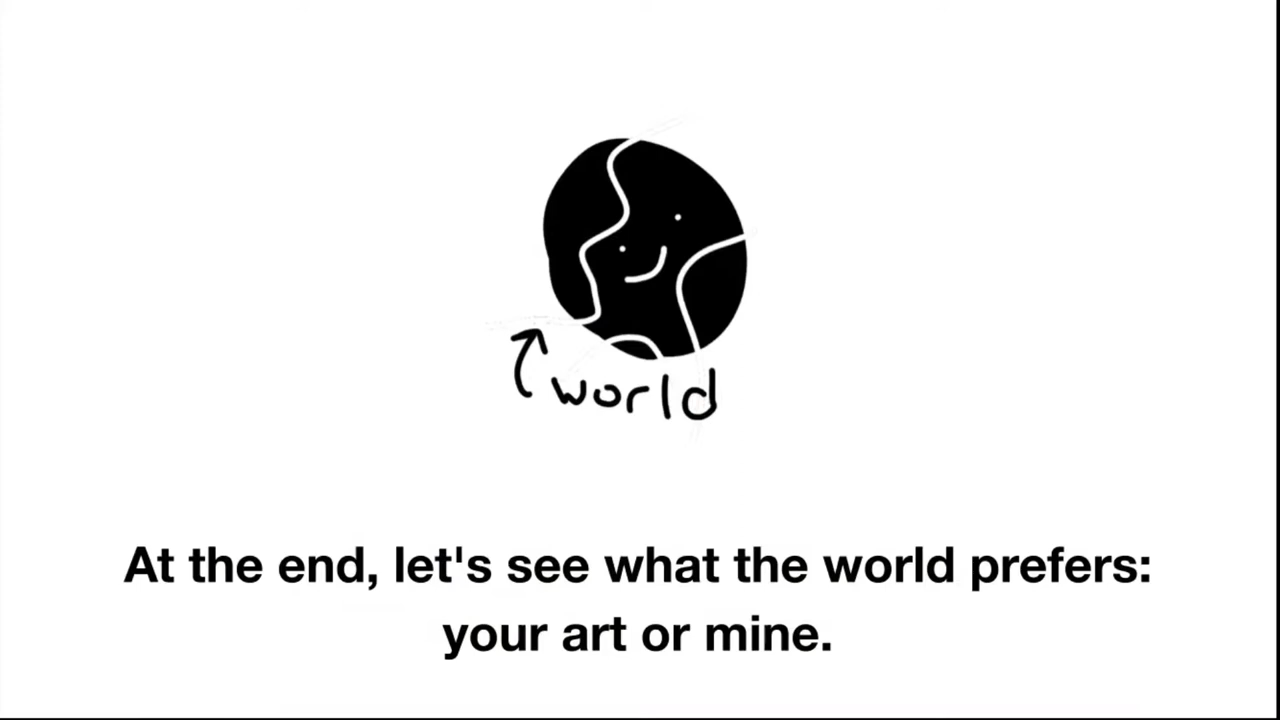 world
At the end, let's see what the world prefers:
your art or mine.